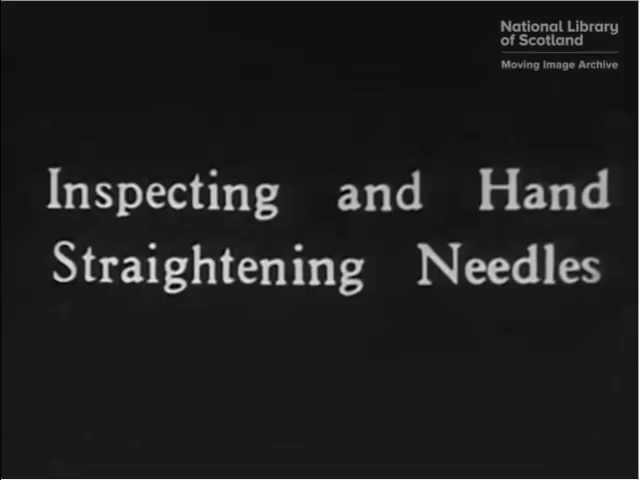 National Library
of Scotland
Moving Image Archive
Inspecting and Hand
Straightening Needles